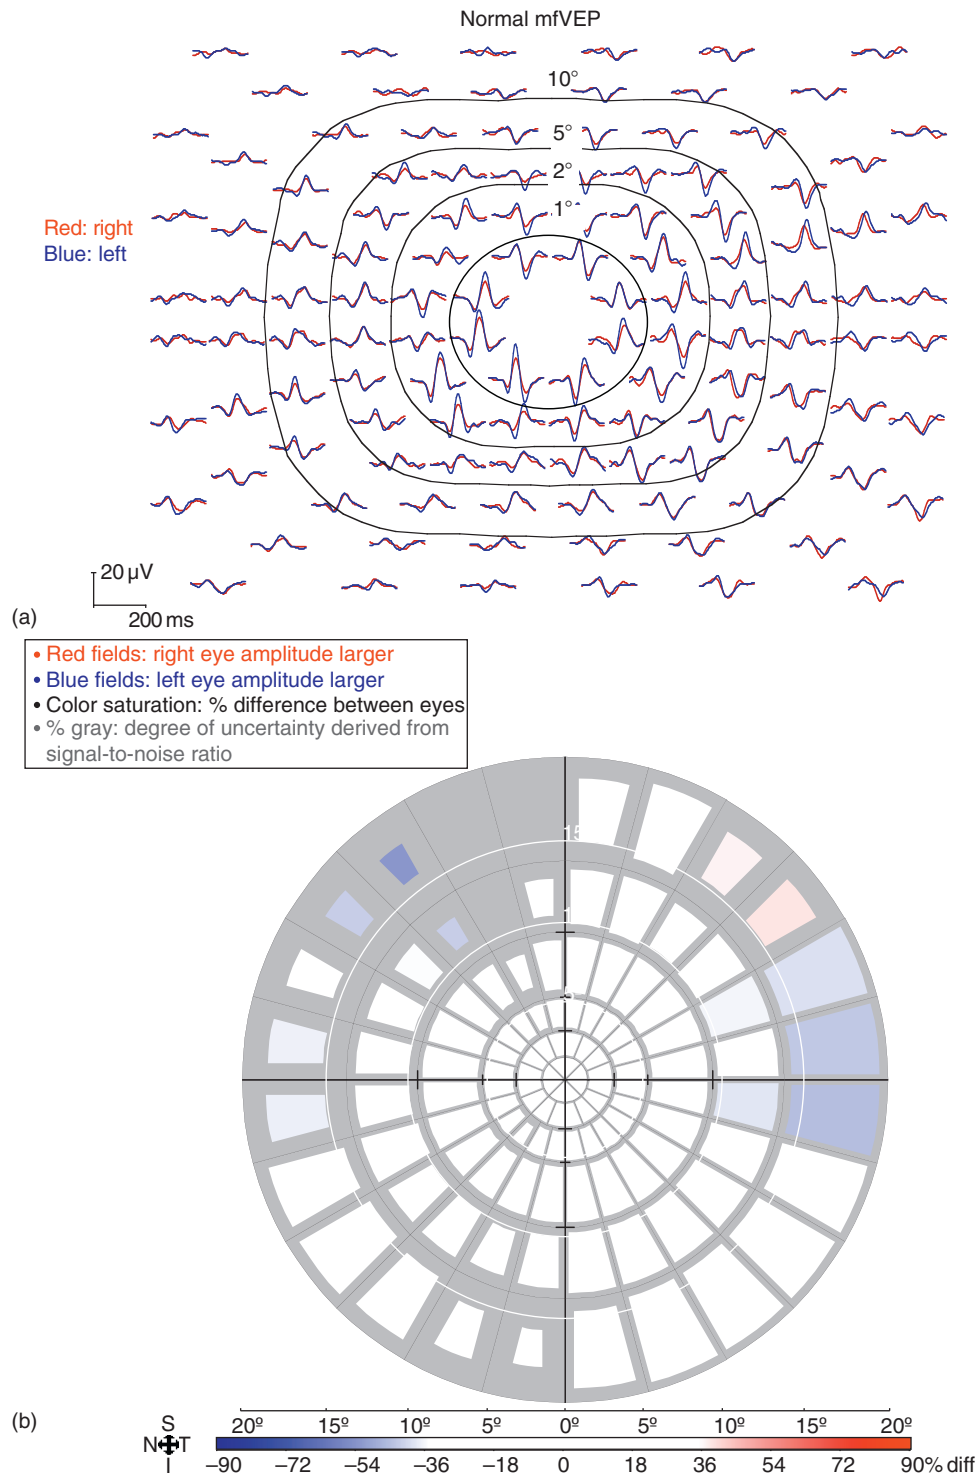 Normal mfVEP
10°
5°
2°
1°
Red: right
Blue: left
20 µV
200 ms
(a)
• Red fields: right eye amplitude larger
• Blue fields: left eye amplitude larger
• Color saturation: % difference between eyes
• % gray: degree of uncertainty derived from
signal-to-noise ratio
15
1
5
(b)
20º 15º 10º 5º 0º 5º 10º 15º 20º
S
N T
I
–90 –72 –54 –36 –18 0 18 36 54 72 90% diff